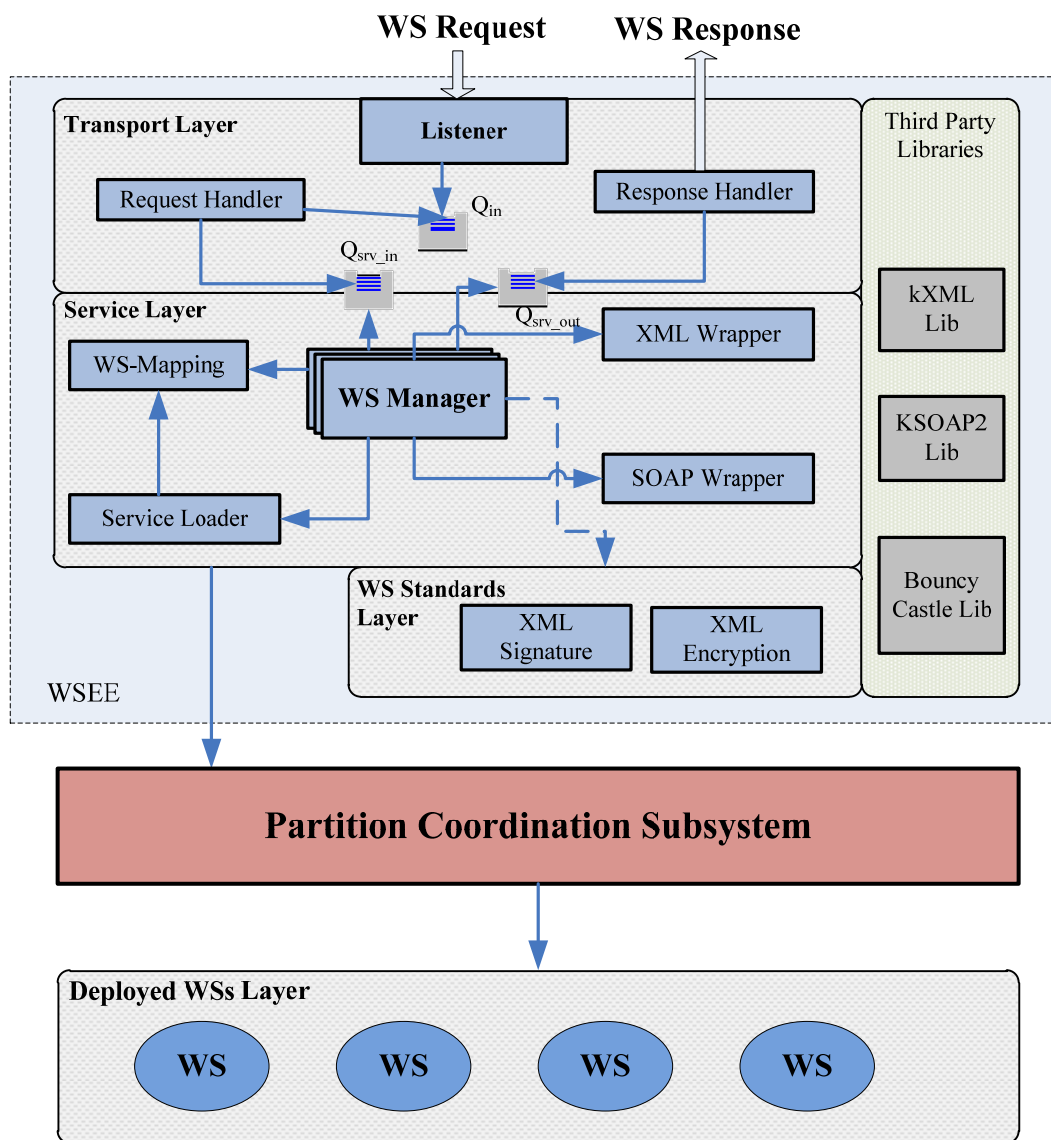 WS Request
WS Response
Transport Layer
Listener
Third Party
Libraries
Request Handler
Response Handler
Qin
Qsrv_in
Qsrv_out
Service Layer
kXML
Lib
WS-Mapping
XML Wrapper
WS Manager
KSOAP2
Lib
SOAP Wrapper
Service Loader
WS Standards
Layer
XML
Signature
XML
Encryption
Bouncy
Castle Lib
WSEE
Partition Coordination Subsystem
Deployed WSs Layer
WS
WS
WS
WS